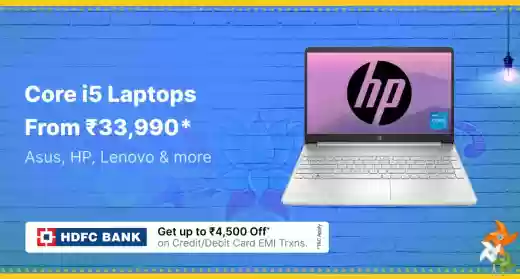 Core i5 Laptops
From ₹33,990*
Asus, HP, Lenovo & more
hp
HDFC BANK
Get up to ₹4,500 Off*
on Credit/Debit Card EMI Trxns.
*T&C Apply